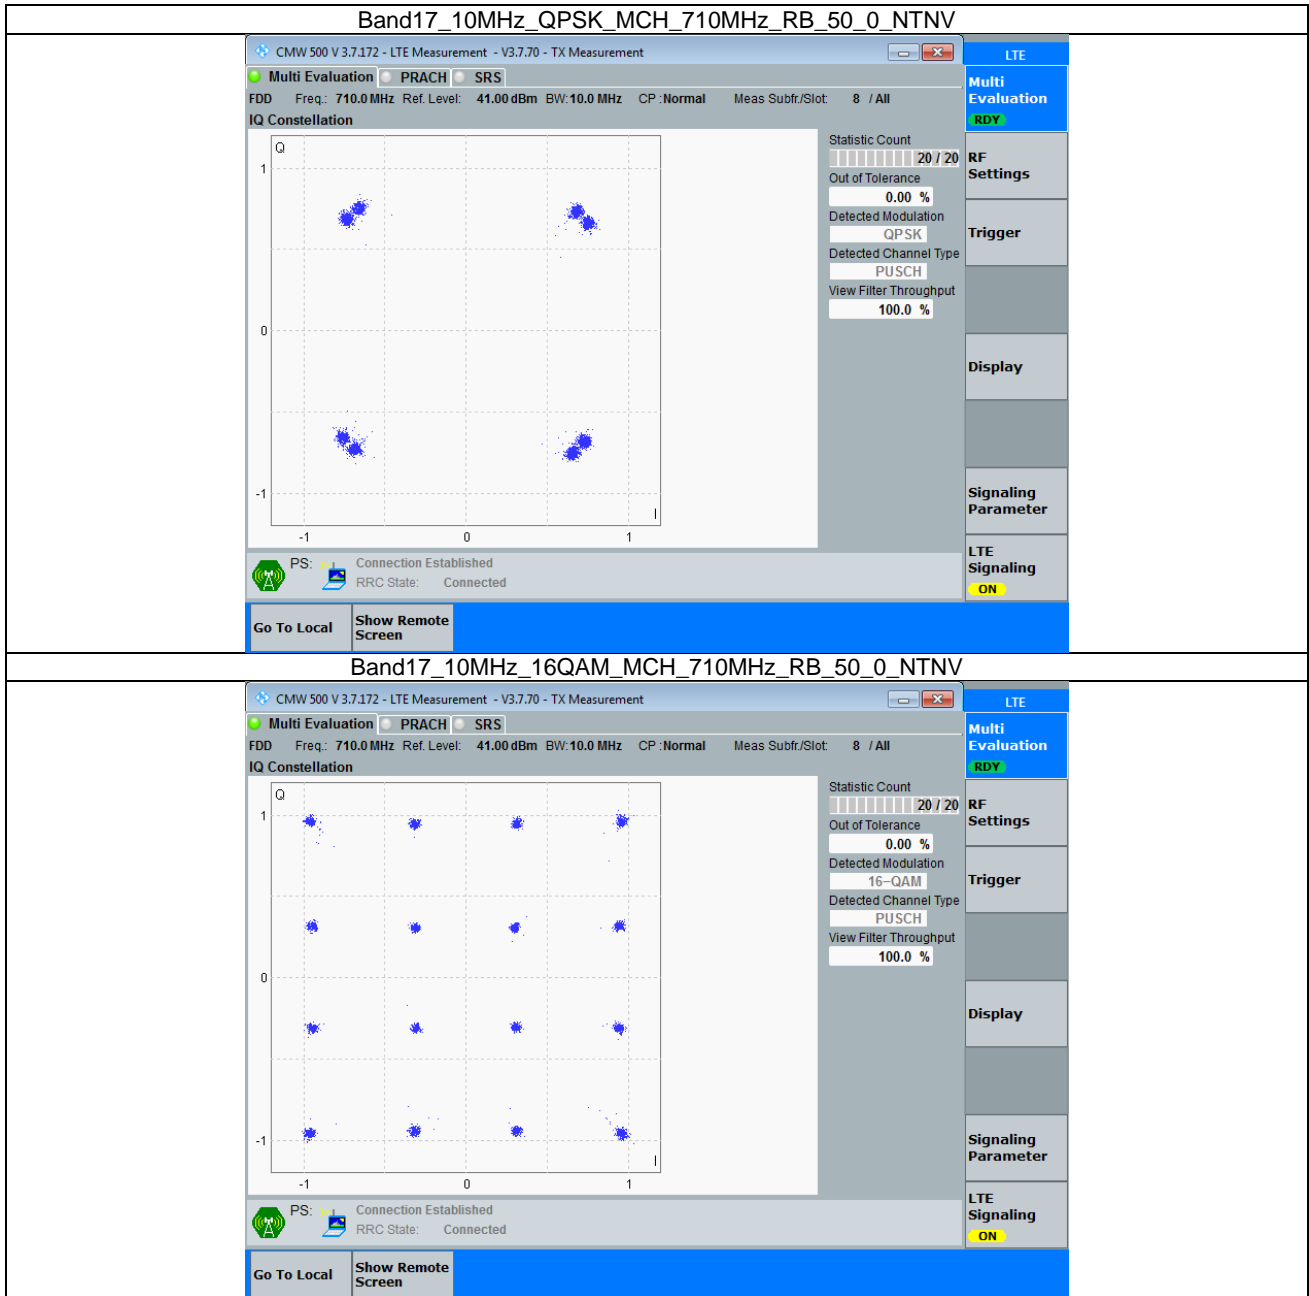 Band17_10MHz_QPSK_MCH_710MHz_RB_50_0_NTNV
CMW 500 V 3.7.172 - LTE Measurement - V3.7.70 - TX Measurement
LTE
Multi Evaluation PRACH SRS
Multi
Evaluation
RDY
FDD Freq.: 710.0 MHz Ref. Level: 41.00 dBm BW: 10.0 MHz CP : Normal Meas Subfr./Slot: 8 / All
IQ Constellation
Q
1
0
-1
-1 0 1
I
Statistic Count
20 / 20
Out of Tolerance
0.00 %
Detected Modulation
QPSK
Detected Channel Type
PUSCH
View Filter Throughput
100.0 %
RF
Settings
Trigger
Display
Signaling
Parameter
LTE
Signaling
ON
PS: Connection Established
RRC State: Connected
Go To Local
Show Remote
Screen
Band17_10MHz_16QAM_MCH_710MHz_RB_50_0_NTNV
CMW 500 V 3.7.172 - LTE Measurement - V3.7.70 - TX Measurement
LTE
Multi Evaluation PRACH SRS
Multi
Evaluation
RDY
FDD Freq.: 710.0 MHz Ref. Level: 41.00 dBm BW: 10.0 MHz CP : Normal Meas Subfr./Slot: 8 / All
IQ Constellation
Q
1
0
-1
-1 0 1
I
Statistic Count
20 / 20
Out of Tolerance
0.00 %
Detected Modulation
16-QAM
Detected Channel Type
PUSCH
View Filter Throughput
100.0 %
RF
Settings
Trigger
Display
Signaling
Parameter
LTE
Signaling
ON
PS: Connection Established
RRC State: Connected
Go To Local
Show Remote
Screen